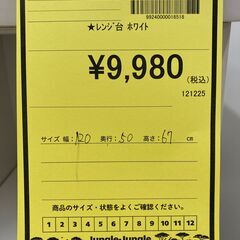 99240000018518
★レンジ台 ホワイト
¥9,980
(税込)
121225
サイズ 幅: 120 奥行: 50 高さ: 67 cm
商品のサイズ・状態をよくご確認ください。
1 2 3 4 5 6 7 8 9 10 11 12
Jungle-Jungle